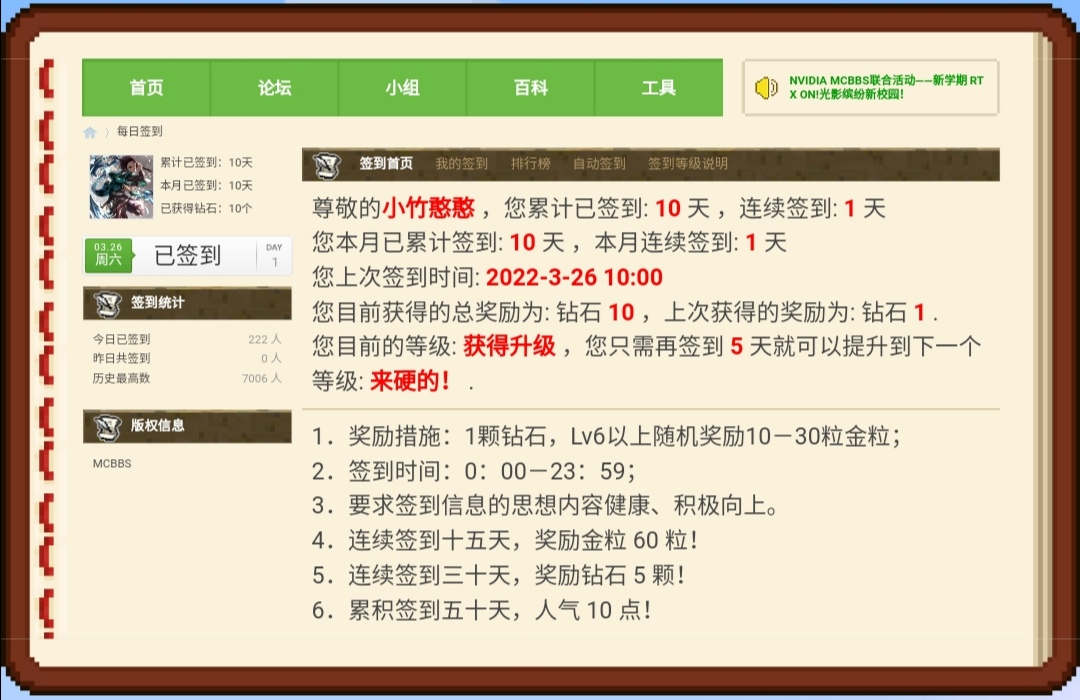 首页 论坛 小组 百科 工具
NVIDIA MCBBS联合活动——新学期 RT
X ON!光影缤纷新校园!
〉 每日签到
累计已签到：10天
本月已签到：10天
已获得钻石：10个
03.26
周六
已签到
DAY
1
签到统计
今日已签到 222 人
昨日共签到 0 人
历史最高数 7006 人
版权信息
MCBBS
签到首页 我的签到 排行榜 自动签到 签到等级说明
尊敬的小竹憨憨 ，您累计已签到: 10 天 ，连续签到: 1 天
您本月已累计签到: 10 天 ，本月连续签到: 1 天
您上次签到时间: 2022-3-26 10:00
您目前获得的总奖励为: 钻石 10 ，上次获得的奖励为: 钻石 1 .
您目前的等级: 获得升级 ，您只需再签到 5 天就可以提升到下一个
等级: 来硬的！ .
1．奖励措施：1颗钻石，Lv6以上随机奖励10－30粒金粒；
2．签到时间：0：00－23：59；
3．要求签到信息的思想内容健康、积极向上。
4．连续签到十五天，奖励金粒 60 粒！
5．连续签到三十天，奖励钻石 5 颗！
6．累积签到五十天，人气 10 点！